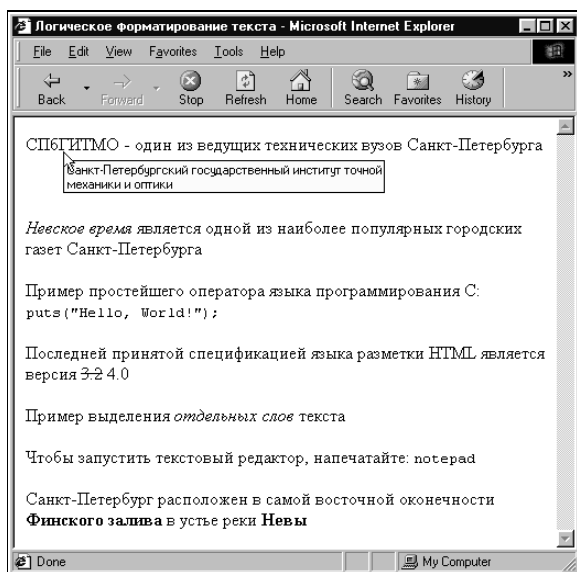 Логическое форматирование текста - Microsoft Internet Explorer
File Edit View Favorites Tools Help
Back Forward Stop Refresh Home Search Favorites History »
СПбГИТМО - один из ведущих технических вузов Санкт-Петербурга
Санкт-Петербургский государственный институт точной
механики и оптики
Невское время является одной из наиболее популярных городских
газет Санкт-Петербурга
Пример простейшего оператора языка программирования С:
puts("Hello, World!");
Последней принятой спецификацией языка разметки HTML является
версия 3.2 4.0
Пример выделения отдельных слов текста
Чтобы запустить текстовый редактор, напечатайте: notepad
Санкт-Петербург расположен в самой восточной оконечности
Финского залива в устье реки Невы
Done My Computer